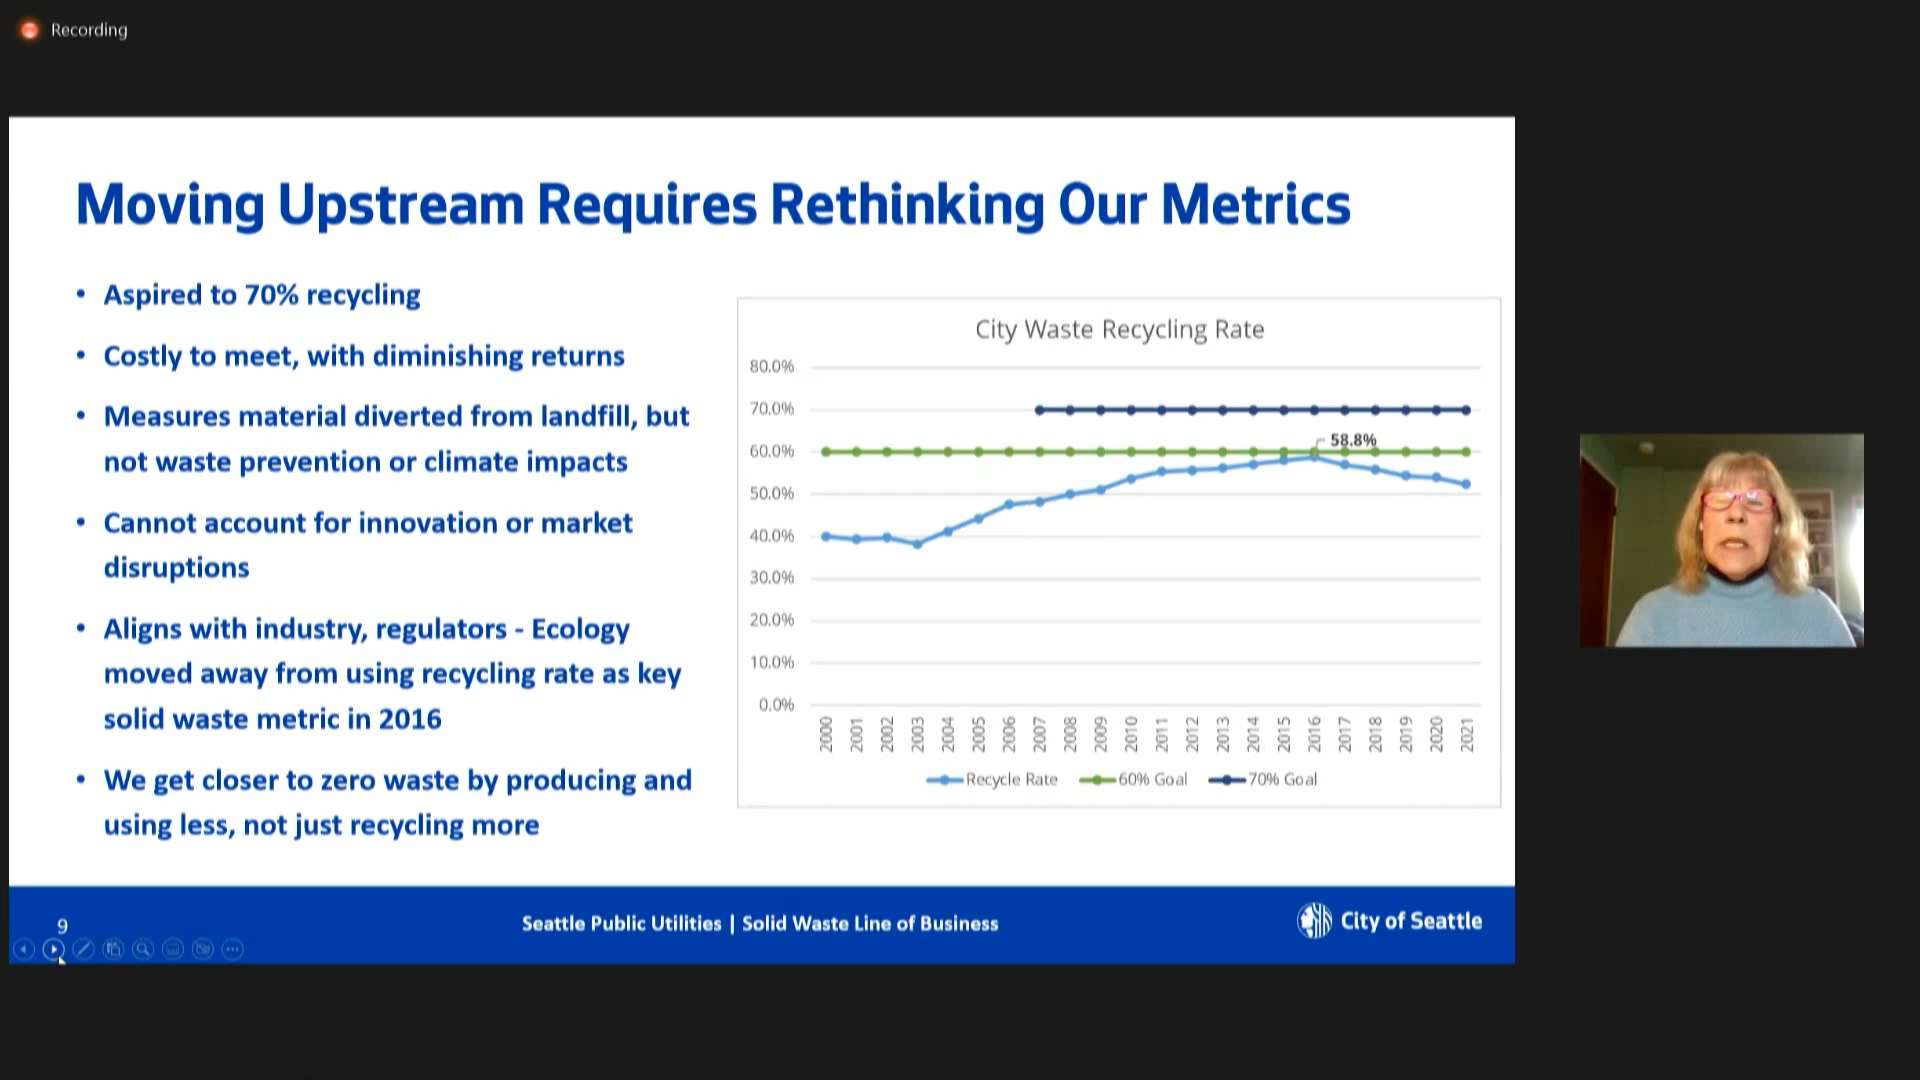 Recording
Moving Upstream Requires Rethinking Our Metrics
• Aspired to 70% recycling
• Costly to meet, with diminishing returns
• Measures material diverted from landfill, but
not waste prevention or climate impacts
• Cannot account for innovation or market
disruptions
• Aligns with industry, regulators - Ecology
moved away from using recycling rate as key
solid waste metric in 2016
• We get closer to zero waste by producing and
using less, not just recycling more
City Waste Recycling Rate
80.0%
70.0%
60.0%
50.0%
40.0%
30.0%
20.0%
10.0%
0.0%
58.8%
2000 2001 2002 2003 2004 2005 2006 2007 2008 2009 2010 2011 2012 2013 2014 2015 2016 2017 2018 2019 2020 2021
Recycle Rate 60% Goal 70% Goal
9
Seattle Public Utilities | Solid Waste Line of Business
City of Seattle